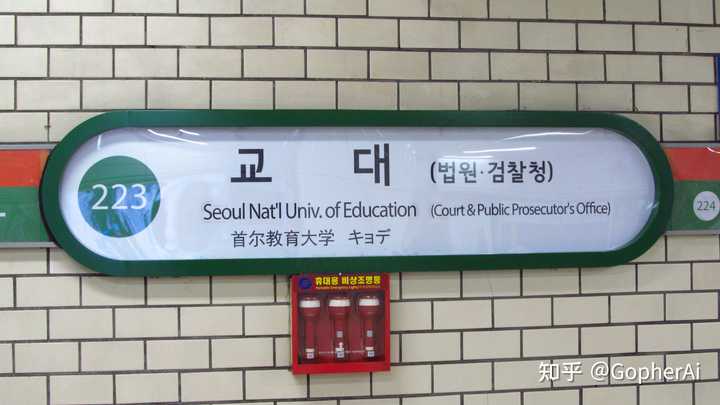 223
교 대 (법원·검찰청)
Seoul Nat'l Univ. of Education (Court & Public Prosecutor's Office)
首尔教育大学 キョデ
224
휴대용 비상조명등
知乎 @GopherAi